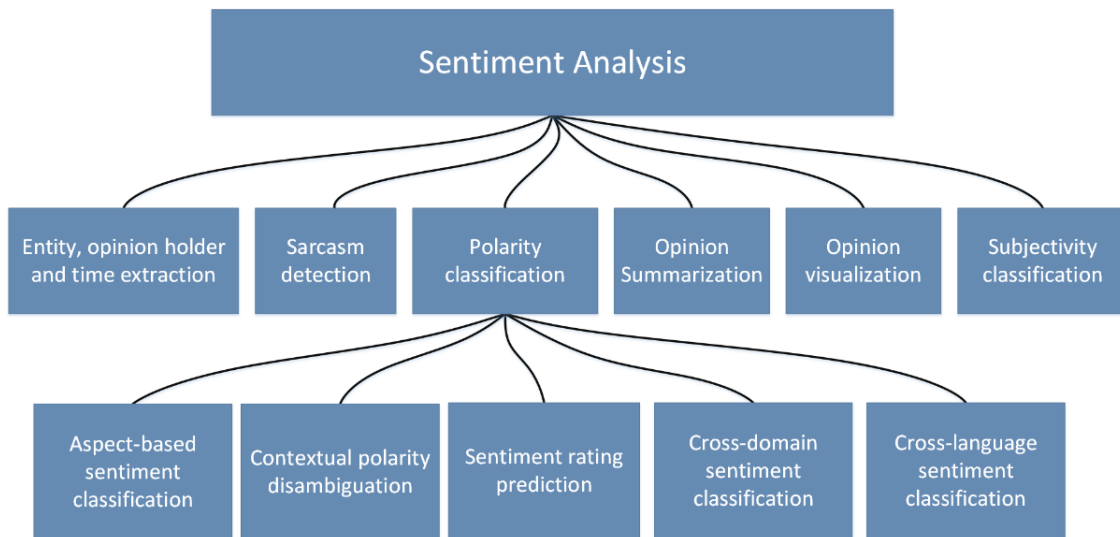 Sentiment Analysis
Entity, opinion holder
and time extraction
Sarcasm
detection
Polarity
classification
Opinion
Summarization
Opinion
visualization
Subjectivity
classification
Aspect-based
sentiment
classification
Contextual polarity
disambiguation
Sentiment rating
prediction
Cross-domain
sentiment
classification
Cross-language
sentiment
classification